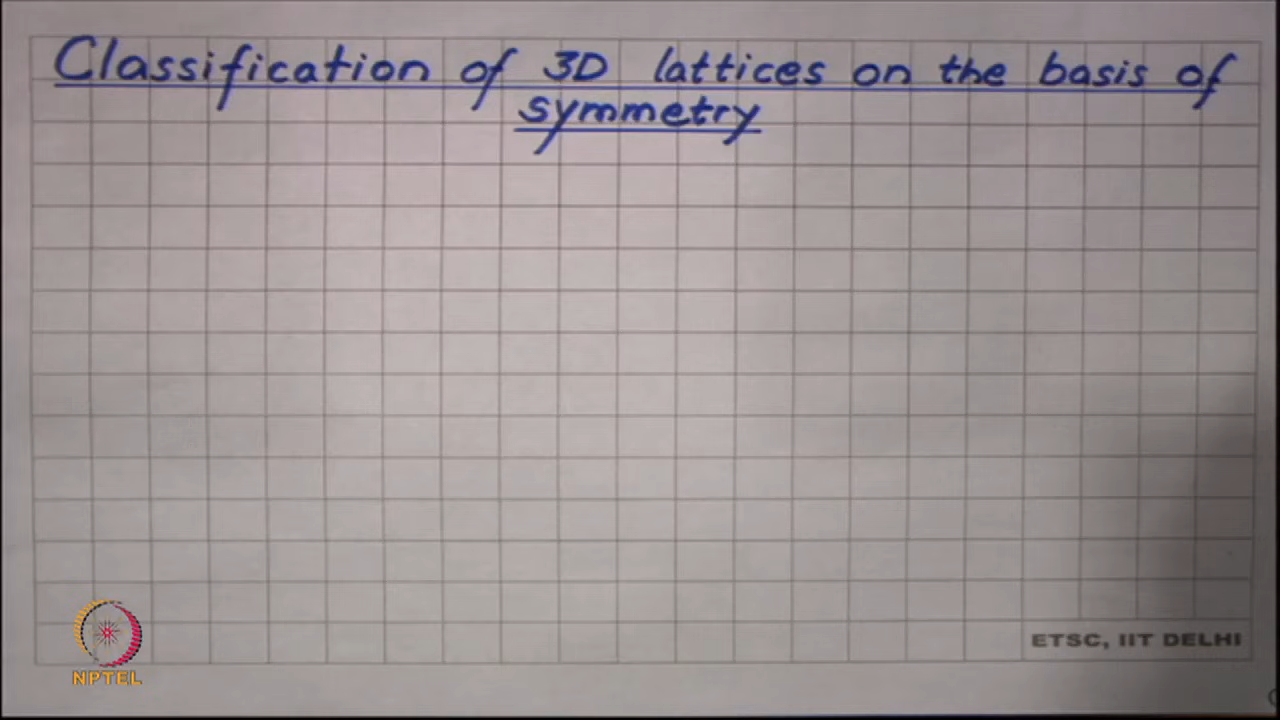 Classification of 3D lattices on the basis of
symmetry
ETSC, IIT DELHI
NPTEL